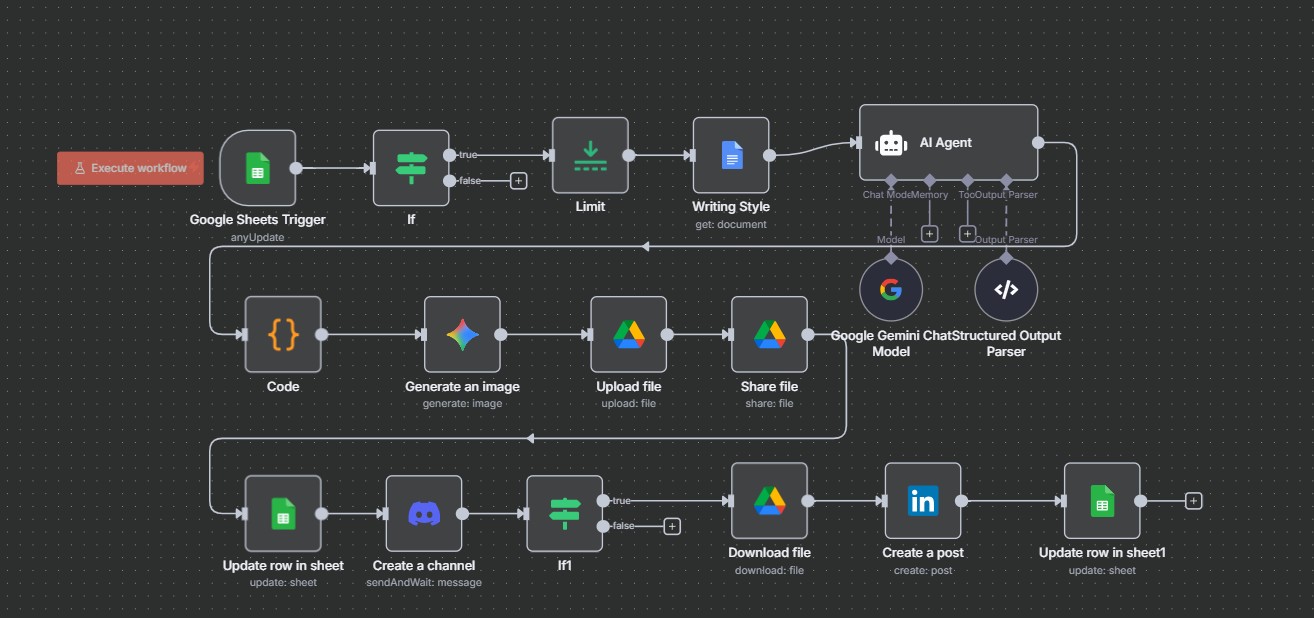 Execute workflow
Google Sheets Trigger
anyUpdate
If
true
false
Limit
Writing Style
get: document
AI Agent
Chat Mode
Memory
Too
Output Parser
Model
Output Parser
Google Gemini Chat
Model
Structured Output
Parser
Code
Generate an image
generate: image
Upload file
upload: file
Share file
share: file
Update row in sheet
update: sheet
Create a channel
sendAndWait: message
If1
true
false
Download file
download: file
in
Create a post
create: post
Update row in sheet1
update: sheet